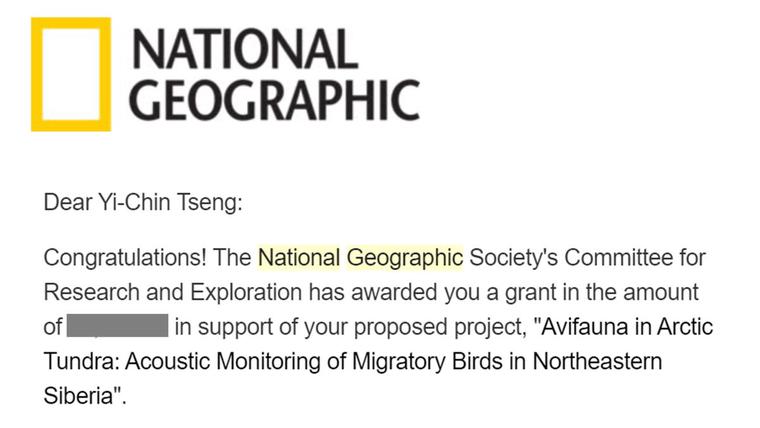 NATIONAL
GEOGRAPHIC
Dear Yi-Chin Tseng:
Congratulations! The National Geographic Society's Committee for
Research and Exploration has awarded you a grant in the amount
of in support of your proposed project, "Avifauna in Arctic
Tundra: Acoustic Monitoring of Migratory Birds in Northeastern
Siberia".